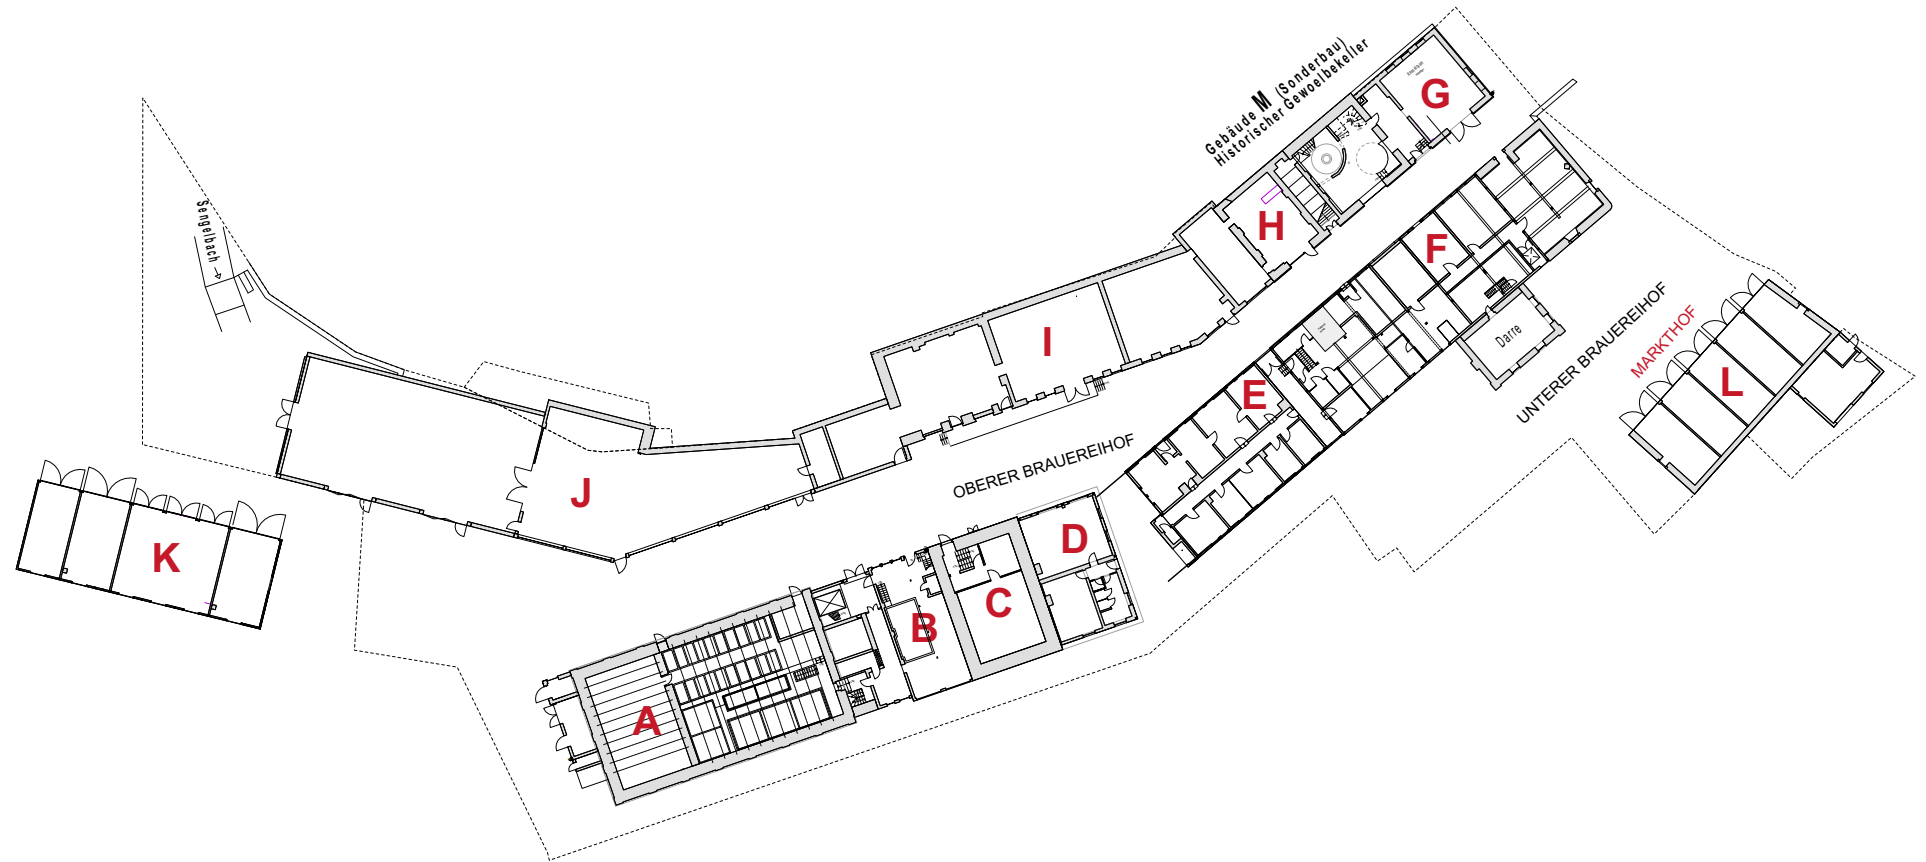 Gebäude M (Sonderbau)
Historischer Gewoelbekeller
G
Sengelbach
H
F
I
Darre
UNTERER BRAUEREIHOF
MARKTHOF
L
E
OBERER BRAUEREIHOF
J
K
D
C
B
A